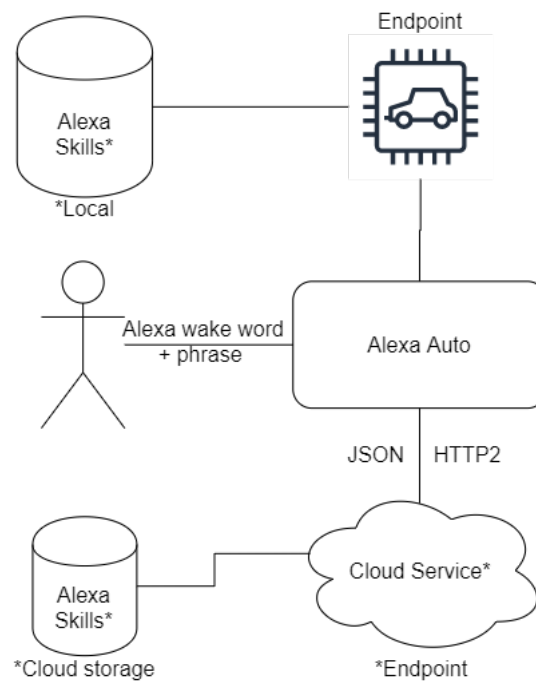 Endpoint
Alexa
Skills*
*Local
Alexa wake word
+ phrase
Alexa Auto
JSON HTTP2
Cloud Service*
Alexa
Skills*
*Cloud storage
*Endpoint